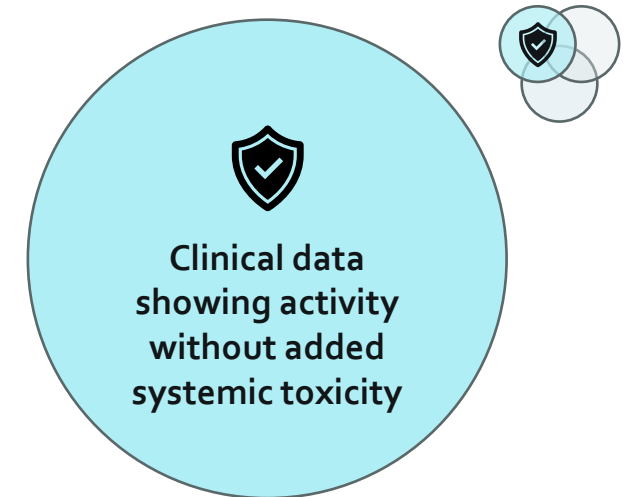 Clinical data
showing activity
without added
systemic toxicity